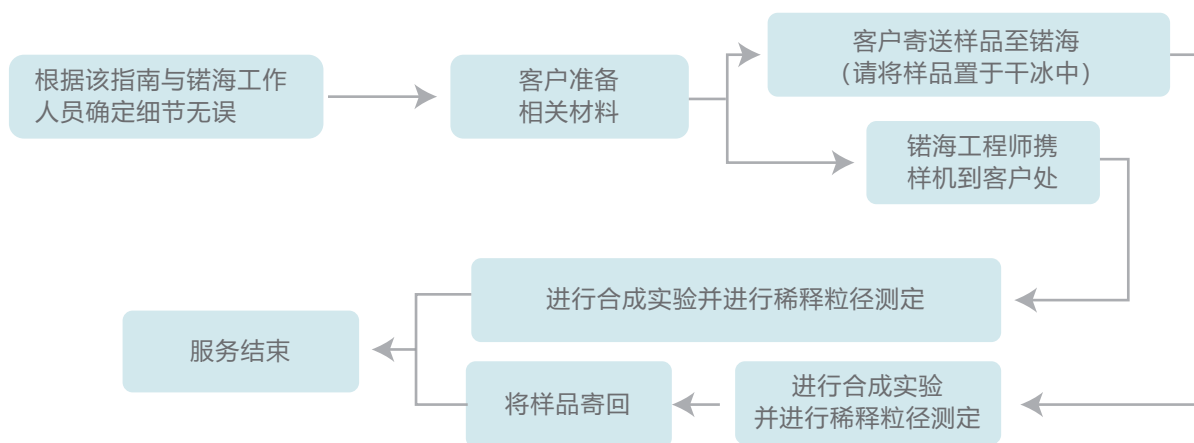 根据该指南与锘海工作
人员确定细节无误
客户准备
相关材料
客户寄送样品至锘海
(请将样品置于干冰中)
锘海工程师携
样机到客户处
进行合成实验并进行稀释粒径测定
服务结束
将样品寄回
进行合成实验
并进行稀释粒径测定